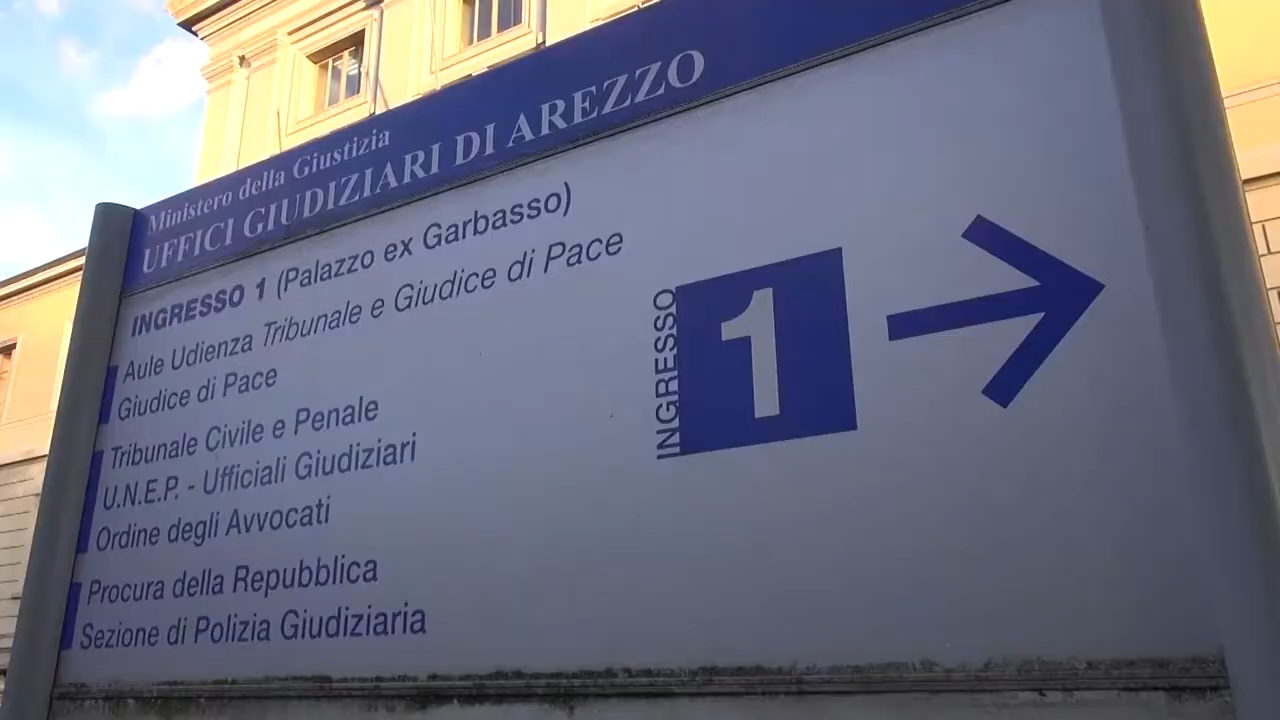 Ministero della Giustizia
UFFICI GIUDIZIARI DI AREZZO
INGRESSO 1 (Palazzo ex Garbasso)
Aule Udienza Tribunale e Giudice di Pace
Giudice di Pace
Tribunale Civile e Penale
U.N.E.P. - Ufficiali Giudiziari
Ordine degli Avvocati
Procura della Repubblica
Sezione di Polizia Giudiziaria
INGRESSO
1